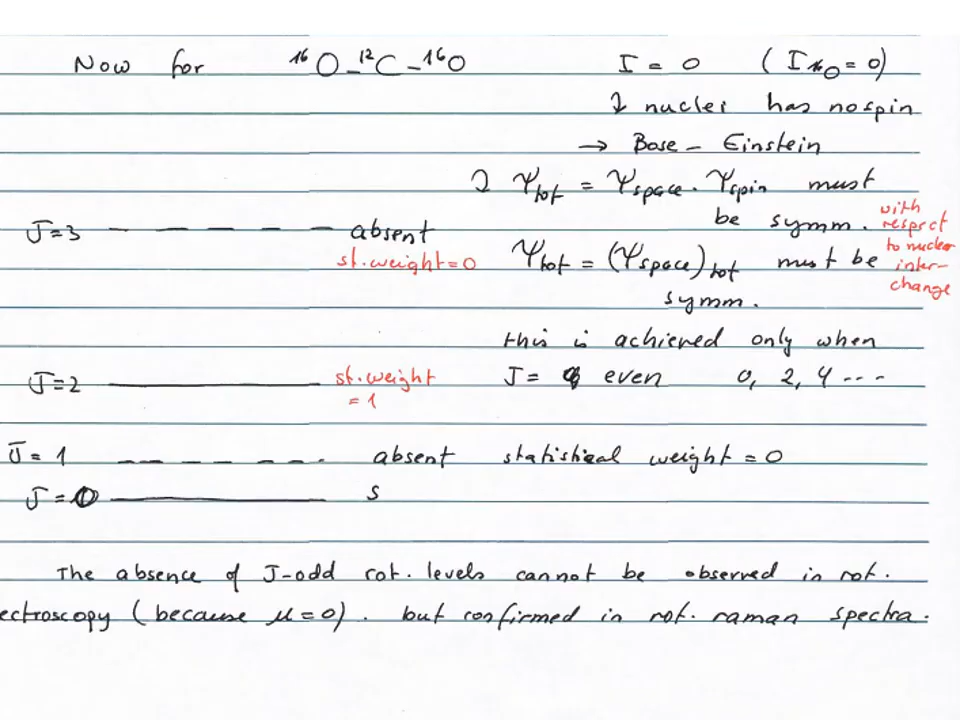 Now for ¹⁶O-¹²C-¹⁶O I = 0 (I¹⁶O = 0)
nuclei has no spin
→ Bose - Einstein
Ψtot = Ψspace . Ψspin must
be symm. with respect to nuclei inter-change
J=3 absent
st.weight=0
Ψtot = (Ψspace)tot must be
symm.
this is achieved only when
J=2 st.weight = 1
J = even 0, 2, 4 ...
J=1 absent statistical weight = 0
J=0 s
The absence of J-odd rot. levels cannot be observed in rot.
ectroscopy (because μ=0). but confirmed in rot. raman spectra.